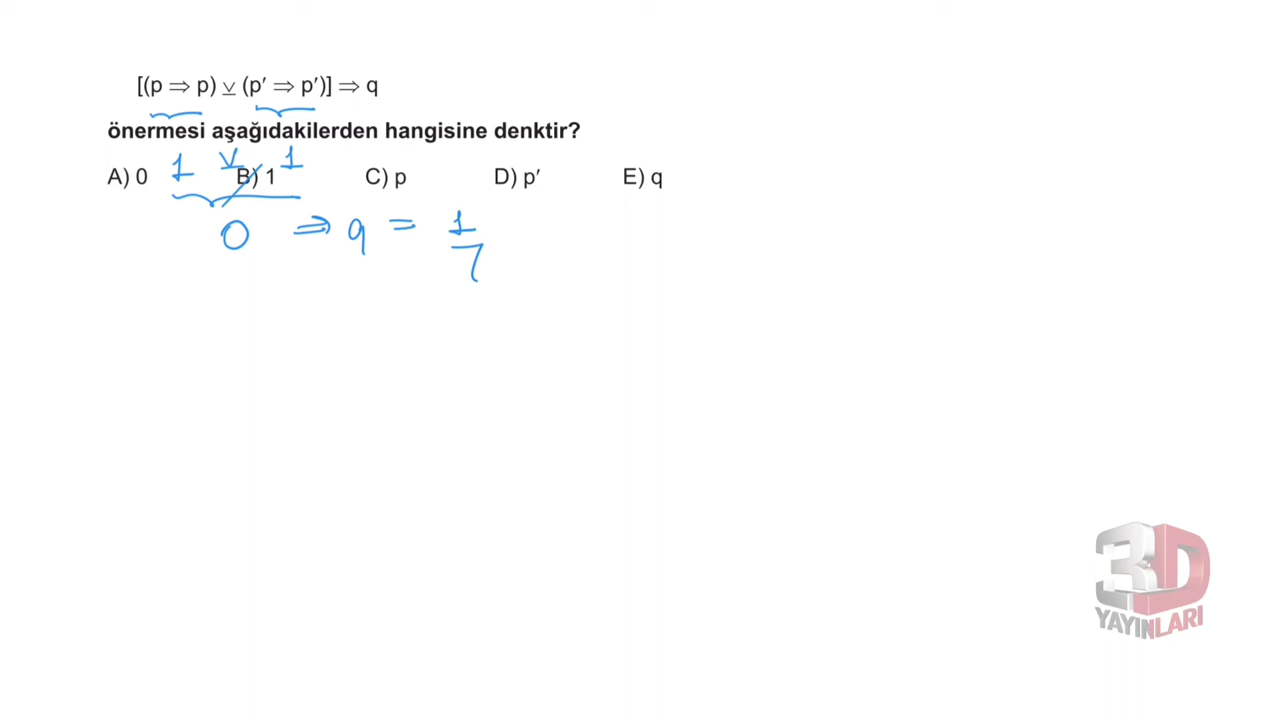 [(p ⇒ p) ⊻ (p′ ⇒ p′)] ⇒ q
önermesi aşağıdakilerden hangisine denktir?
1 ⊻ 1
A) 0 B) 1 C) p D) p′ E) q
0 ⇒ q = 1
3D
YAYINLARI